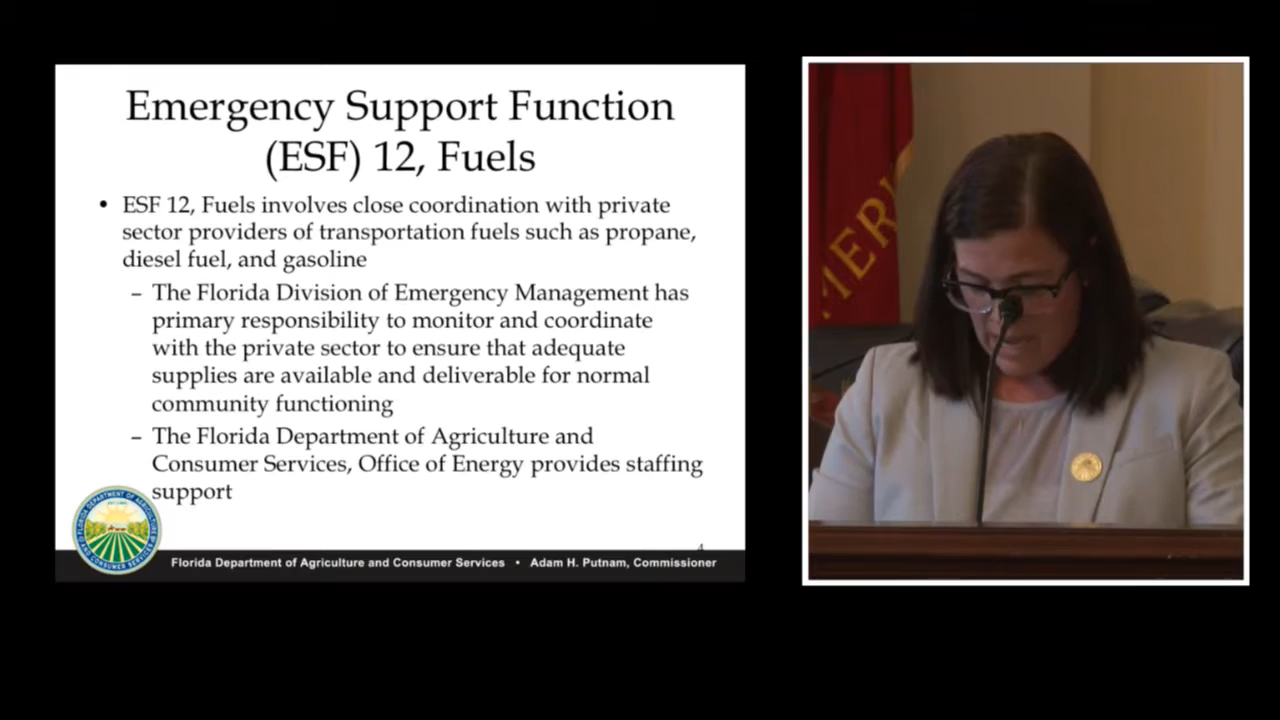 Emergency Support Function
(ESF) 12, Fuels
• ESF 12, Fuels involves close coordination with private
sector providers of transportation fuels such as propane,
diesel fuel, and gasoline
– The Florida Division of Emergency Management has
primary responsibility to monitor and coordinate
with the private sector to ensure that adequate
supplies are available and deliverable for normal
community functioning
– The Florida Department of Agriculture and
Consumer Services, Office of Energy provides staffing
support
4
Florida Department of Agriculture and Consumer Services • Adam H. Putnam, Commissioner
MERI